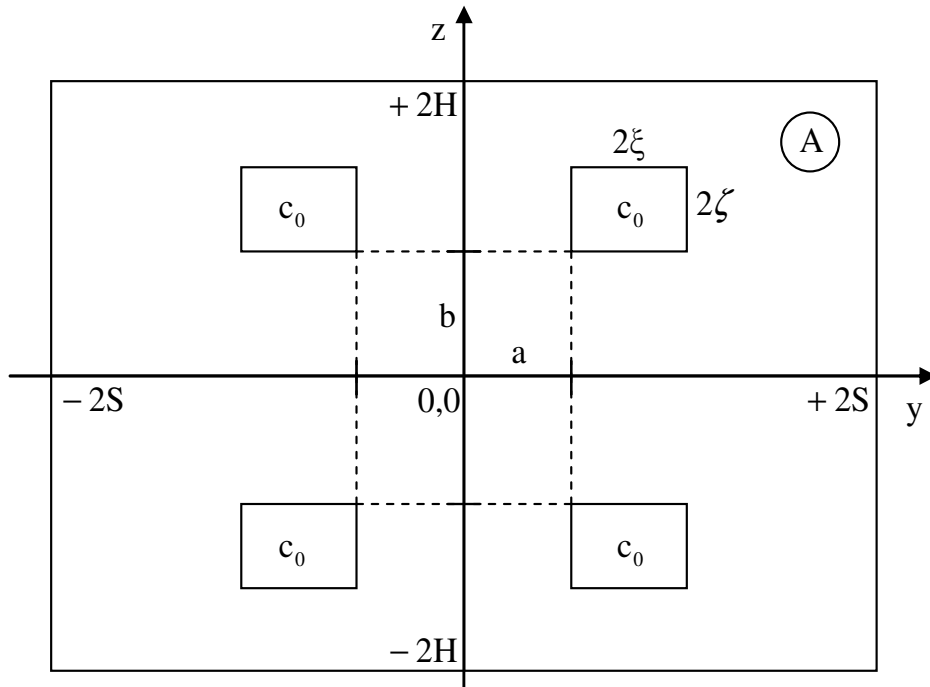 z
+ 2H
A
2ξ
c₀
c₀
2ζ
b
a
− 2S
0,0
+ 2S
y
c₀
c₀
− 2H